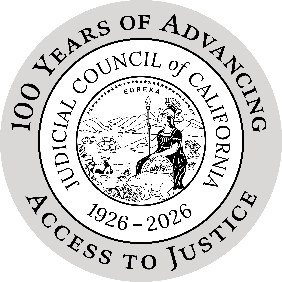 100 YEARS OF ADVANCING
ACCESS TO JUSTICE
JUDICIAL COUNCIL of CALIFORNIA
1926 – 2026
EUREKA